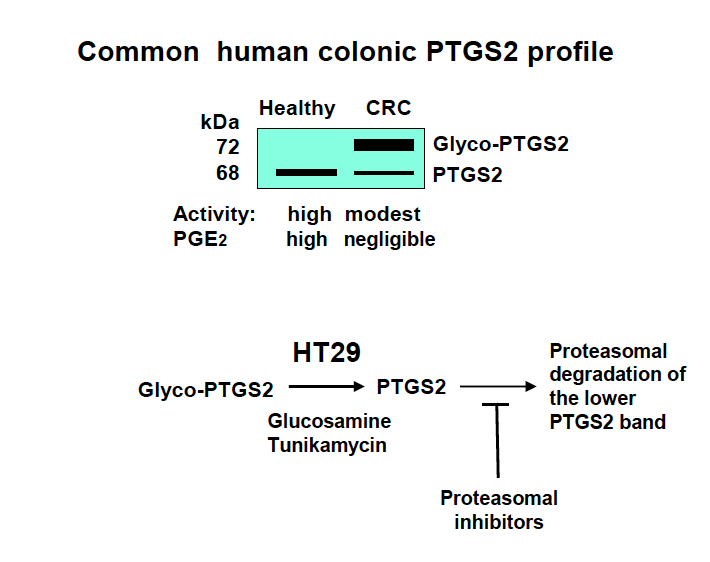 Common human colonic PTGS2 profile
Healthy CRC
kDa
72 Glyco-PTGS2
68 PTGS2
Activity: high modest
PGE2 high negligible
HT29
Glyco-PTGS2 PTGS2
Glucosamine
Tunikamycin
Proteasomal
degradation of
the lower
PTGS2 band
Proteasomal
inhibitors